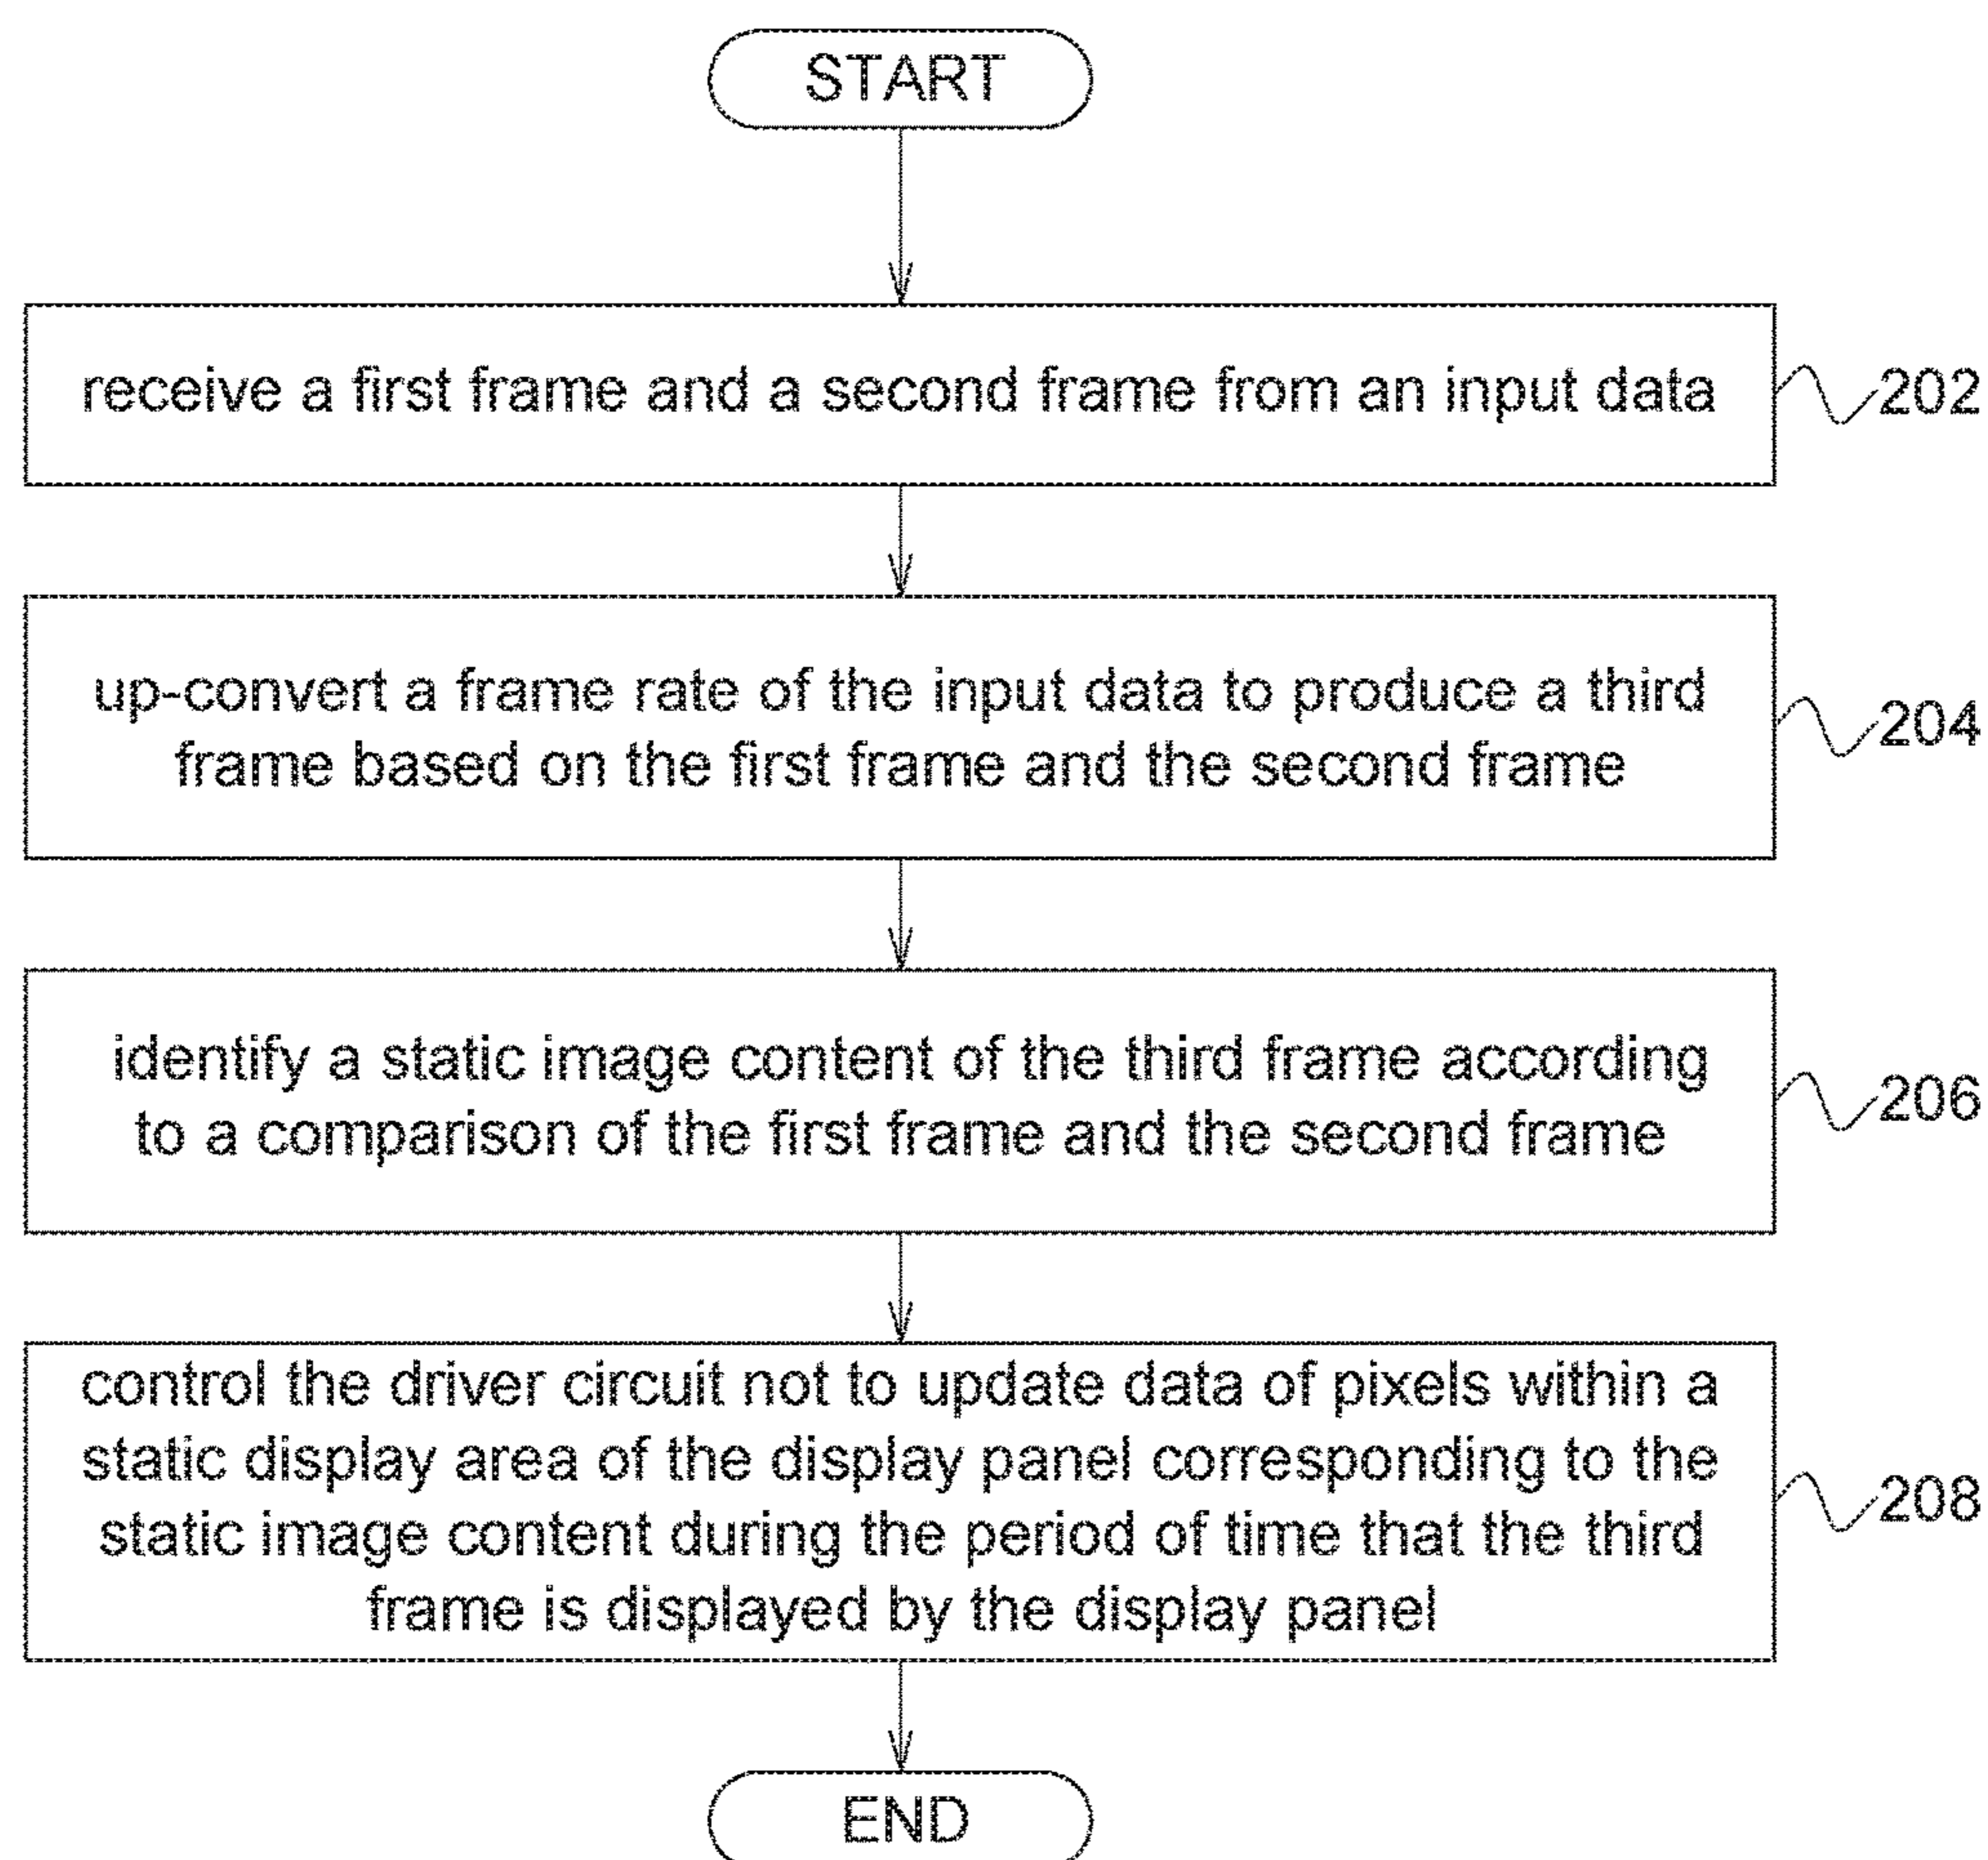 START
receive a first frame and a second frame from an input data
202
up-convert a frame rate of the input data to produce a third
frame based on the first frame and the second frame
204
identify a static image content of the third frame according
to a comparison of the first frame and the second frame
206
control the driver circuit not to update data of pixels within a
static display area of the display panel corresponding to the
static image content during the period of time that the third
frame is displayed by the display panel
208
END